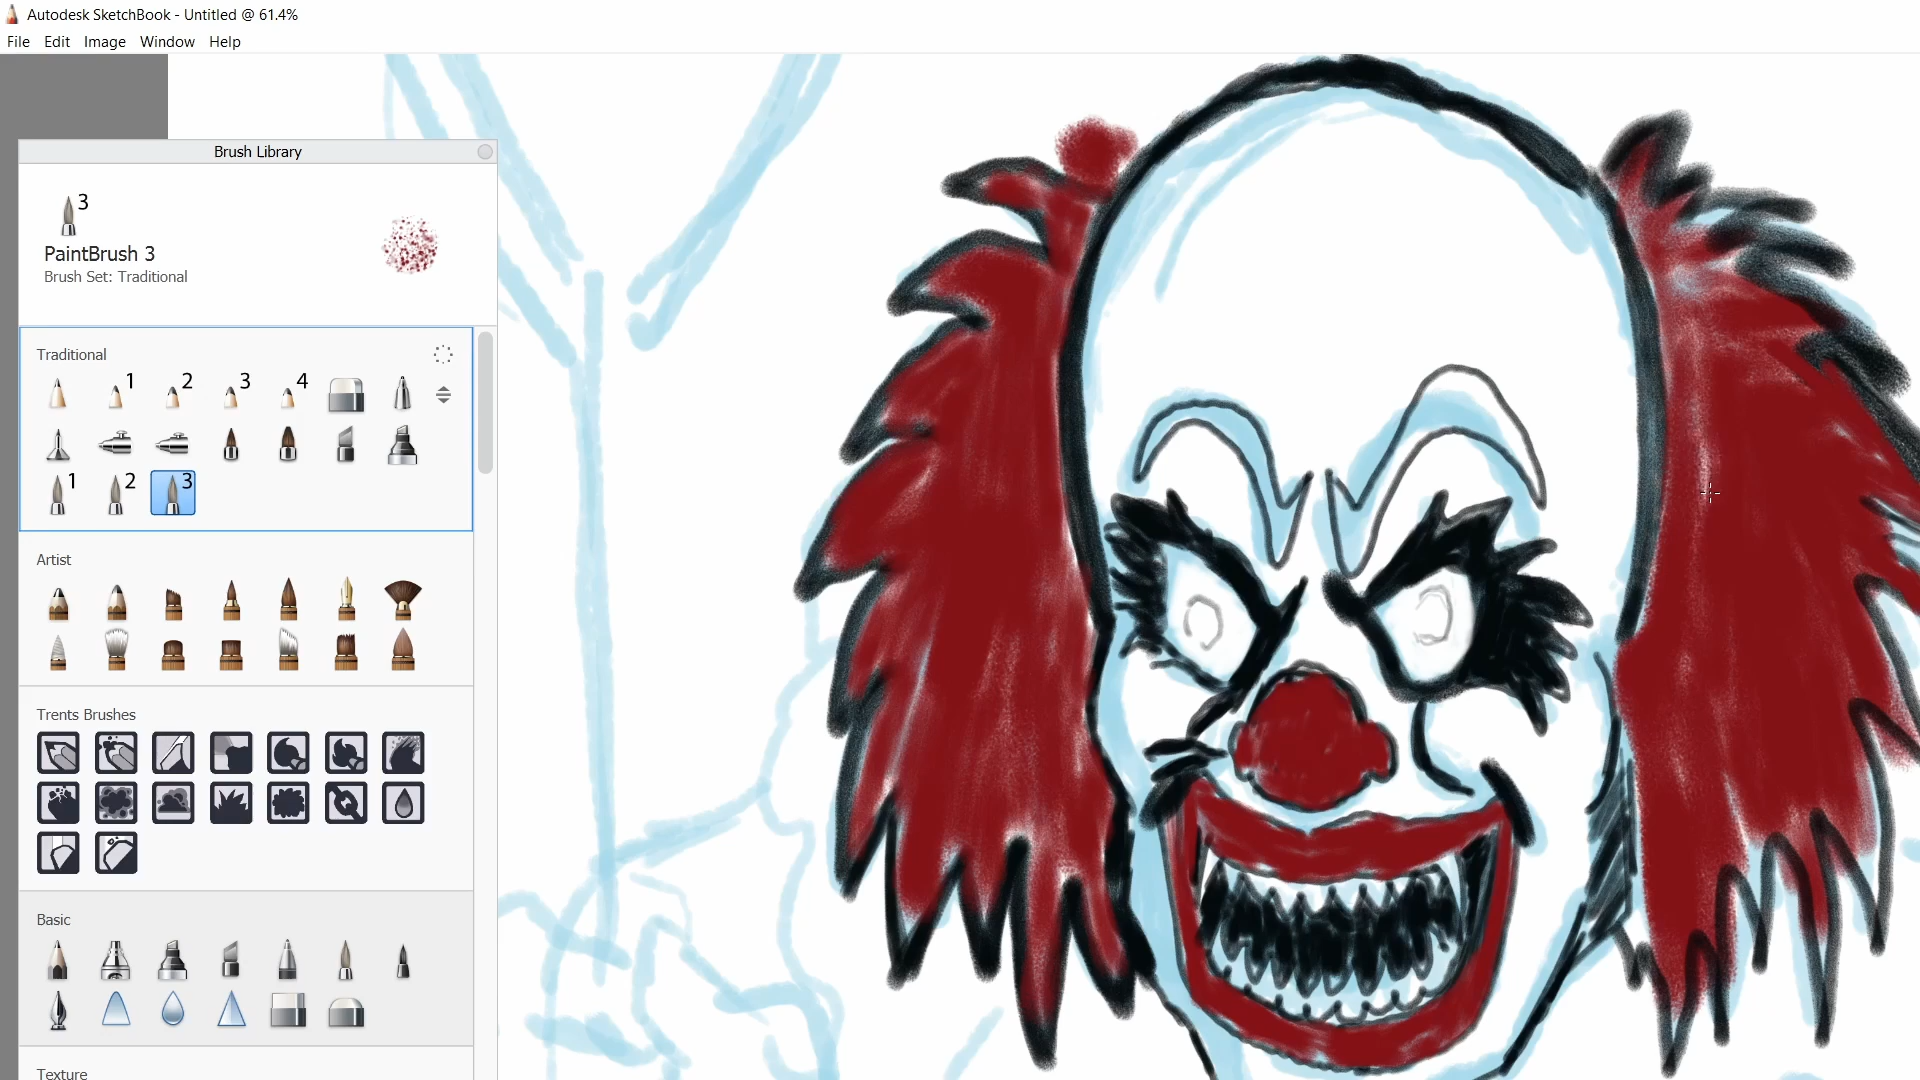 Autodesk SketchBook - Untitled @ 61.4%
File Edit Image Window Help
Brush Library
3
PaintBrush 3
Brush Set: Traditional
Traditional
1 2 3 4
1 2 3
Artist
Trents Brushes
Basic
Texture